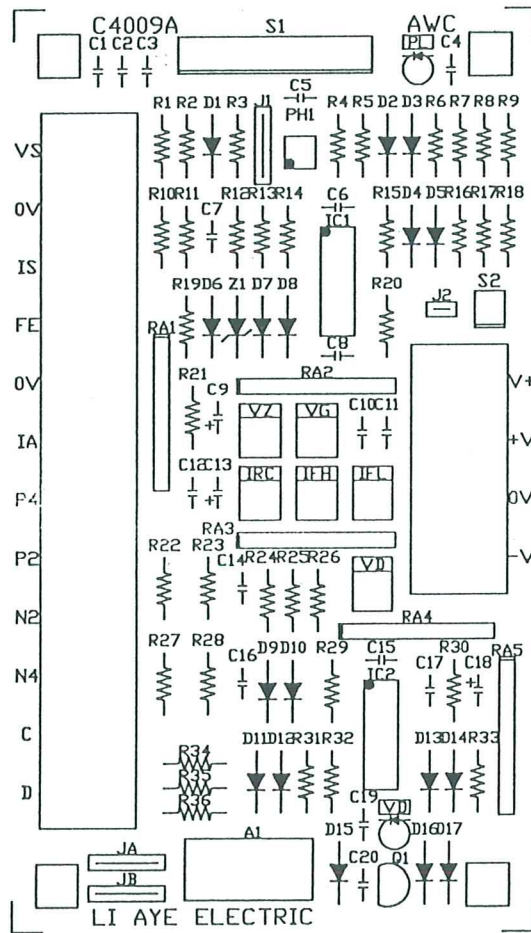 C4009A S1 AWC
C1 C2 C3 P1 C4
C5
R1 R2 D1 R3 J1 PH1 R4 R5 D2 D3 R6 R7 R8 R9
VS
R10 R11 C7 R12 R13 R14 C6 R15 D4 D5 R16 R17 R18
0V IC1
IS
R19 D6 Z1 D7 D8 R20 J2 S2
FE RA1
C8
R21 RA2
0V C9 V+
VZ VG C10 C11
IA +V
C12 C13 IRC IFH IFL
P4 0V
RA3
R22 R23 C14 R24 R25 R26 VD
P2 -V
N2 RA4
R27 R28 C16 D9 D10 R29 C15 C17 R30 C18 RA5
N4 IC2
C
R34 D11 D12 R31 R32 D13 D14 R33
R35
D R36
C19 VD
JA A1 D15 D16 D17
JB C20 Q1
LI AYE ELECTRIC